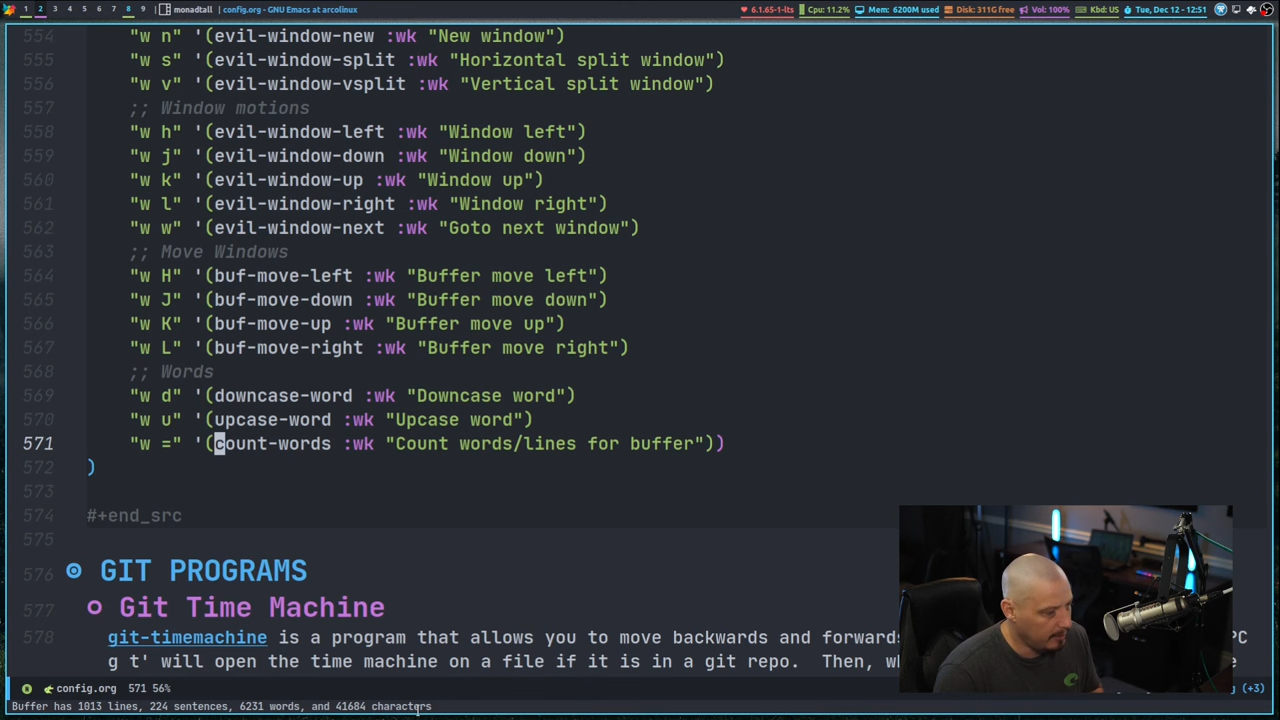 1 2 3 4 5 6 7 8 9 monadtall config.org - GNU Emacs at arcolinux 6.1.65-1-lts Cpu: 11.2% Mem: 6200M used Disk: 311G free Vol: 100% Kbd: US Tue, Dec 12 - 12:51
554 "w n" '(evil-window-new :wk "New window")
555 "w s" '(evil-window-split :wk "Horizontal split window")
556 "w v" '(evil-window-vsplit :wk "Vertical split window")
557 ;; Window motions
558 "w h" '(evil-window-left :wk "Window left")
559 "w j" '(evil-window-down :wk "Window down")
560 "w k" '(evil-window-up :wk "Window up")
561 "w l" '(evil-window-right :wk "Window right")
562 "w w" '(evil-window-next :wk "Goto next window")
563 ;; Move Windows
564 "w H" '(buf-move-left :wk "Buffer move left")
565 "w J" '(buf-move-down :wk "Buffer move down")
566 "w K" '(buf-move-up :wk "Buffer move up")
567 "w L" '(buf-move-right :wk "Buffer move right")
568 ;; Words
569 "w d" '(downcase-word :wk "Downcase word")
570 "w u" '(upcase-word :wk "Upcase word")
571 "w =" '(count-words :wk "Count words/lines for buffer"))
572 )
573
574 #+end_src
575
576 GIT PROGRAMS
577 Git Time Machine
578 git-timemachine is a program that allows you to move backwards and forwards PC
g t' will open the time machine on a file if it is in a git repo. Then,
config.org 571 56% (+3)
Buffer has 1013 lines, 224 sentences, 6231 words, and 41684 characters